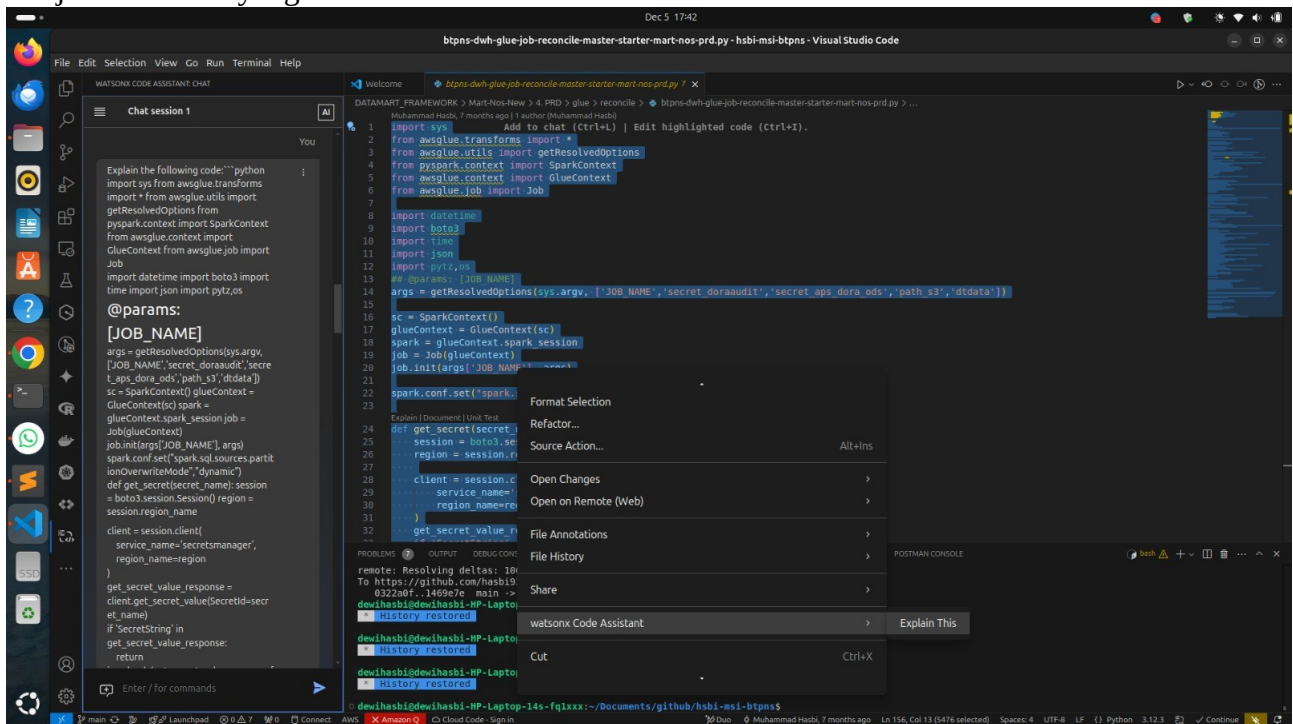 Dec 5 17:42
btpns-dwh-glue-job-reconcile-master-starter-mart-nos-prd.py - hsbi-msi-btpns - Visual Studio Code
File Edit Selection View Go Run Terminal Help
WATSONX CODE ASSISTANT: CHAT
Chat session 1
AI
You
Explain the following code:```python
import sys from awsglue.transforms
import * from awsglue.utils import
getResolvedOptions from
pyspark.context import SparkContext
from awsglue.context import
GlueContext from awsglue.job import
Job
import datetime import boto3 import
time import json import pytz,os
@params:
[JOB_NAME]
args = getResolvedOptions(sys.argv,
['JOB_NAME','secret_doraaudit','secre
t_aps_dora_ods','path_s3','dtdata'])
sc = SparkContext() glueContext =
GlueContext(sc) spark =
glueContext.spark_session job =
Job(glueContext)
job.init(args['JOB_NAME'], args)
spark.conf.set("spark.sql.sources.partit
ionOverwriteMode","dynamic")
def get_secret(secret_name): session
= boto3.session.Session() region =
session.region_name
client = session.client(
service_name='secretsmanager',
region_name=region
)
get_secret_value_response =
client.get_secret_value(SecretId=secr
et_name)
if 'SecretString' in
get_secret_value_response:
return
Enter / for commands
Welcome
btpns-dwh-glue-job-reconcile-master-starter-mart-nos-prd.py 7
DATAMART_FRAMEWORK > Mart-Nos-New > 4. PRD > glue > reconcile > btpns-dwh-glue-job-reconcile-master-starter-mart-nos-prd.py > ...
Muhammad Hasbi, 7 months ago | 1 author (Muhammad Hasbi)
1 import sys Add to chat (Ctrl+L) | Edit highlighted code (Ctrl+I).
2 from awsglue.transforms import *
3 from awsglue.utils import getResolvedOptions
4 from pyspark.context import SparkContext
5 from awsglue.context import GlueContext
6 from awsglue.job import Job
7
8 import datetime
9 import boto3
10 import time
11 import json
12 import pytz,os
13 ## @params: [JOB_NAME]
14 args = getResolvedOptions(sys.argv, ['JOB_NAME','secret_doraaudit','secret_aps_dora_ods','path_s3','dtdata'])
15
16 sc = SparkContext()
17 glueContext = GlueContext(sc)
18 spark = glueContext.spark_session
19 job = Job(glueContext)
20 job.init(args['JOB_NAME'], args)
21
22 spark.conf.set("spark.
23
Explain | Document | Unit Test
24 def get_secret(secret_
25 session = boto3.se
26 region = session.re
27
28 client = session.c
29 service_name='
30 region_name=re
31 )
32 get_secret_value_r
Format Selection
Refactor...
Source Action... Alt+Ins
Open Changes
Open on Remote (Web)
File Annotations
File History
Share
watsonx Code Assistant
Explain This
Cut Ctrl+X
PROBLEMS 7 OUTPUT DEBUG CONS
POSTMAN CONSOLE
bash
remote: Resolving deltas: 10
To https://github.com/hasbi9
0322a0f..1469e7e main ->
dewihasbi@dewihasbi-HP-Lapto
* History restored
dewihasbi@dewihasbi-HP-Lapto
* History restored
dewihasbi@dewihasbi-HP-Lapto
* History restored
dewihasbi@dewihasbi-HP-Laptop-14s-fq1xxx:~/Documents/github/hsbi-msi-btpns$
main Launchpad 0 7 0 Connect AWS Amazon Q Cloud Code - Sign in Duo Muhammad Hasbi, 7 months ago Ln 156, Col 13 (5476 selected) Spaces: 4 UTF-8 LF Python 3.12.3 Continue
SSD